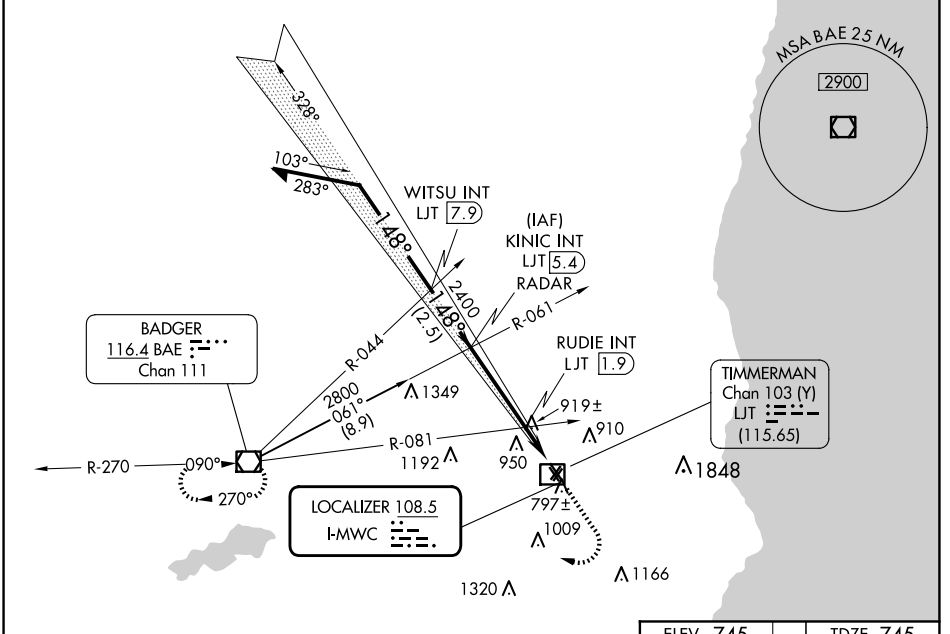 MSA BAE 25 NM
2900
328°
103°
283°
WITSU INT
LJT 7.9
(IAF)
KINIC INT
LJT 5.4
RADAR
148°
148°
2400
(2.5)
R-061
R-044
BADGER
116.4 BAE
Chan 111
2800
061°
(8.9)
1349
RUDIE INT
LJT 1.9
919±
910
TIMMERMAN
Chan 103 (Y)
LJT
(115.65)
R-081
1192
950
R-270
090°
270°
1848
LOCALIZER 108.5
I-MWC
797±
1009
1320
1166
ELEV 745
TDZE 745